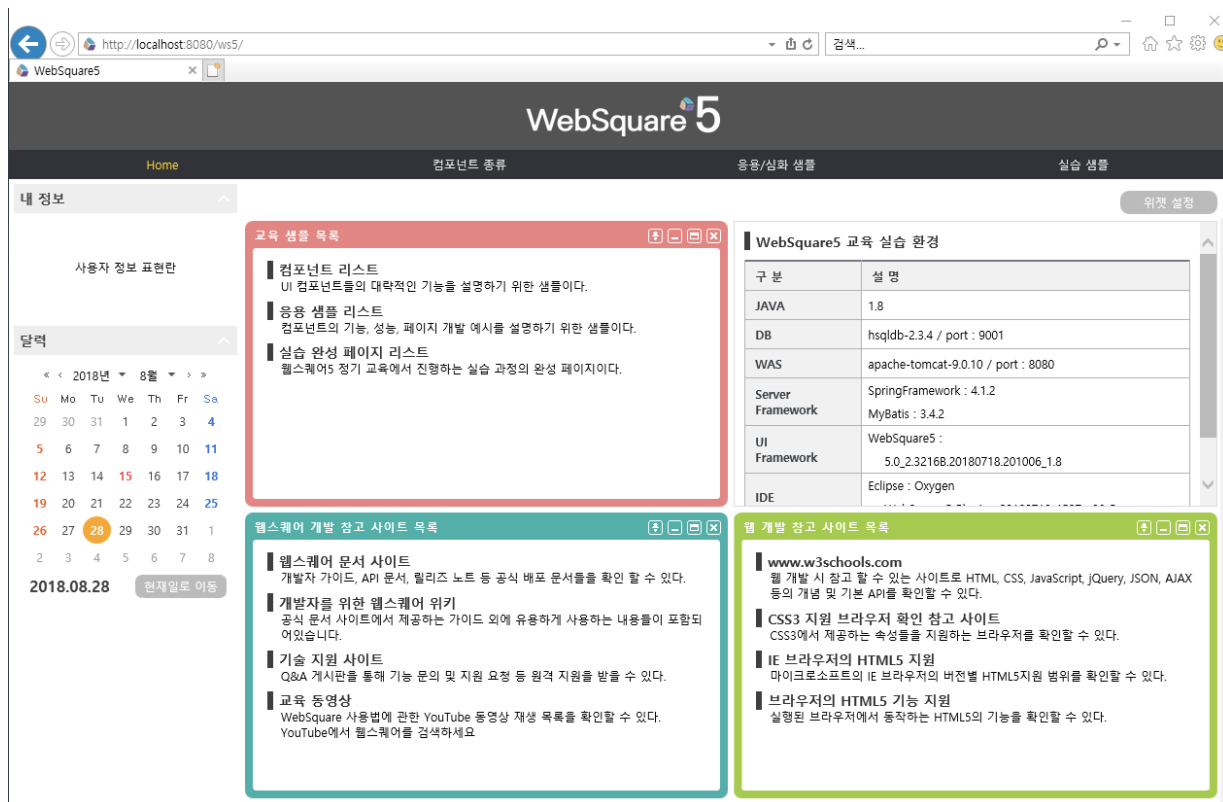 http://localhost:8080/ws5/
검색...
WebSquare5
WebSquare 5
Home
컴포넌트 종류
응용/심화 샘플
실습 샘플
내 정보
사용자 정보 표현란
달력
« ‹ 2018년 8월 › »
Su Mo Tu We Th Fr Sa
29 30 31 1 2 3 4
5 6 7 8 9 10 11
12 13 14 15 16 17 18
19 20 21 22 23 24 25
26 27 28 29 30 31 1
2 3 4 5 6 7 8
2018.08.28 현재일로 이동
위젯 설정
교육 샘플 목록
컴포넌트 리스트
UI 컴포넌트들의 대략적인 기능을 설명하기 위한 샘플이다.
응용 샘플 리스트
컴포넌트의 기능, 성능, 페이지 개발 예시를 설명하기 위한 샘플이다.
실습 완성 페이지 리스트
웹스퀘어5 정기 교육에서 진행하는 실습 과정의 완성 페이지이다.
WebSquare5 교육 실습 환경
구 분 설 명
JAVA 1.8
DB hsqldb-2.3.4 / port : 9001
WAS apache-tomcat-9.0.10 / port : 8080
Server
Framework
SpringFramework : 4.1.2
MyBatis : 3.4.2
UI
Framework
WebSquare5 :
5.0_2.3216B.20180718.201006_1.8
IDE
Eclipse : Oxygen
웹스퀘어 개발 참고 사이트 목록
웹스퀘어 문서 사이트
개발자 가이드, API 문서, 릴리즈 노트 등 공식 배포 문서들을 확인 할 수 있다.
개발자를 위한 웹스퀘어 위키
공식 문서 사이트에서 제공하는 가이드 외에 유용하게 사용하는 내용들이 포함되
어있습니다.
기술 지원 사이트
Q&A 게시판을 통해 기능 문의 및 지원 요청 등 원격 지원을 받을 수 있다.
교육 동영상
WebSquare 사용법에 관한 YouTube 동영상 재생 목록을 확인할 수 있다.
YouTube에서 웹스퀘어를 검색하세요
웹 개발 참고 사이트 목록
www.w3schools.com
웹 개발 시 참고 할 수 있는 사이트로 HTML, CSS, JavaScript, jQuery, JSON, AJAX
등의 개념 및 기본 API를 확인할 수 있다.
CSS3 지원 브라우저 확인 참고 사이트
CSS3에서 제공하는 속성들을 지원하는 브라우저를 확인할 수 있다.
IE 브라우저의 HTML5 지원
마이크로소프트의 IE 브라우저의 버전별 HTML5지원 범위를 확인할 수 있다.
브라우저의 HTML5 기능 지원
실행된 브라우저에서 동작하는 HTML5의 기능을 확인할 수 있다.